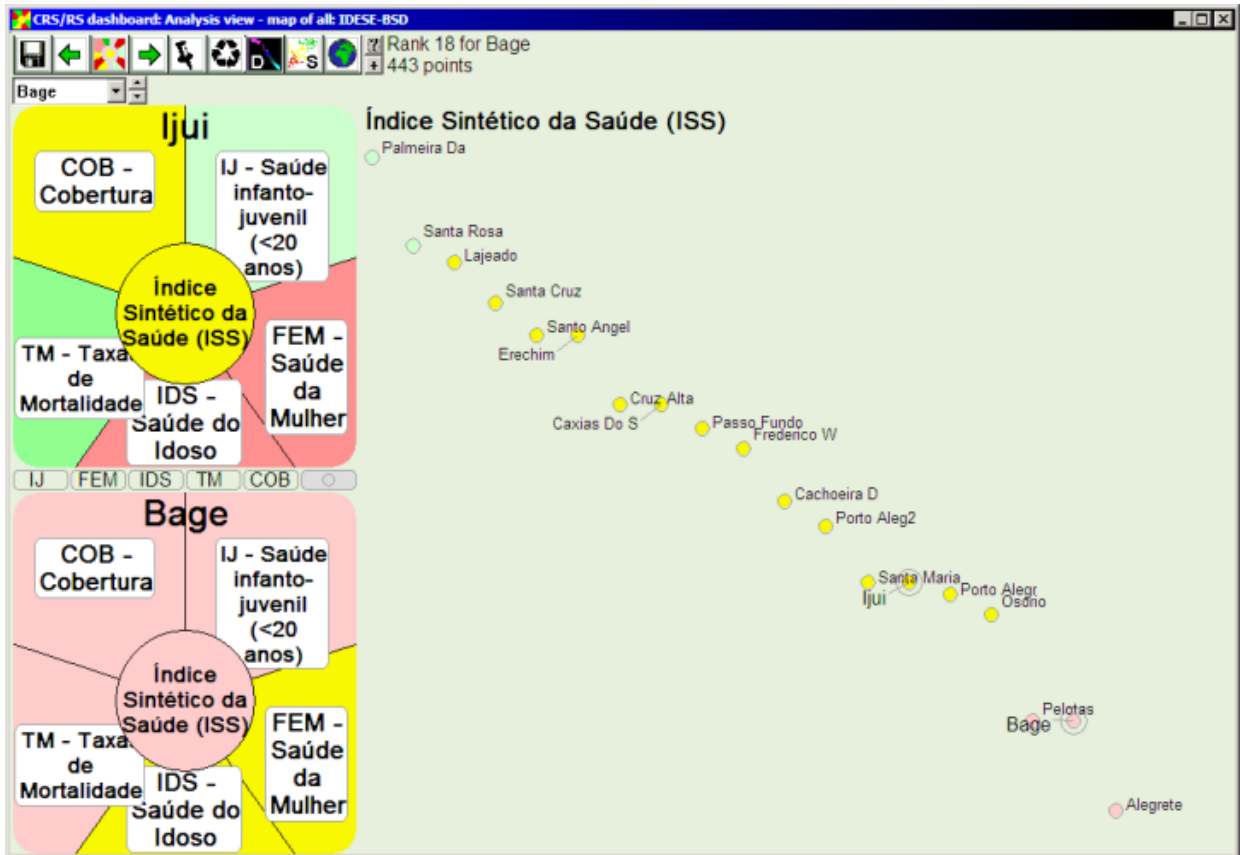 CRS/RS dashboard: Analysis view - map of all: IDESE-BSD
D
S
?
+
Rank 18 for Bage
443 points
Bage
Ijui
COB -
Cobertura
IJ - Saúde
infanto-
juvenil
(<20
anos)
Índice
Sintético da
Saúde (ISS)
TM - Taxa
de
Mortalidade
IDS -
Saúde do
Idoso
FEM -
Saúde
da
Mulher
IJ
FEM
IDS
TM
COB
Bage
COB -
Cobertura
IJ - Saúde
infanto-
juvenil
(<20
anos)
Índice
Sintético da
Saúde (ISS)
TM - Taxa
de
Mortalidade
IDS -
Saúde do
Idoso
FEM -
Saúde
da
Mulher
Índice Sintético da Saúde (ISS)
Palmeira Da
Santa Rosa
Lajeado
Santa Cruz
Santo Angel
Erechim
Cruz Alta
Caxias Do S
Passo Fundo
Frederico W
Cachoeira D
Porto Aleg2
Santa Maria
Ijui
Porto Alegr
Osório
Pelotas
Bage
Alegrete